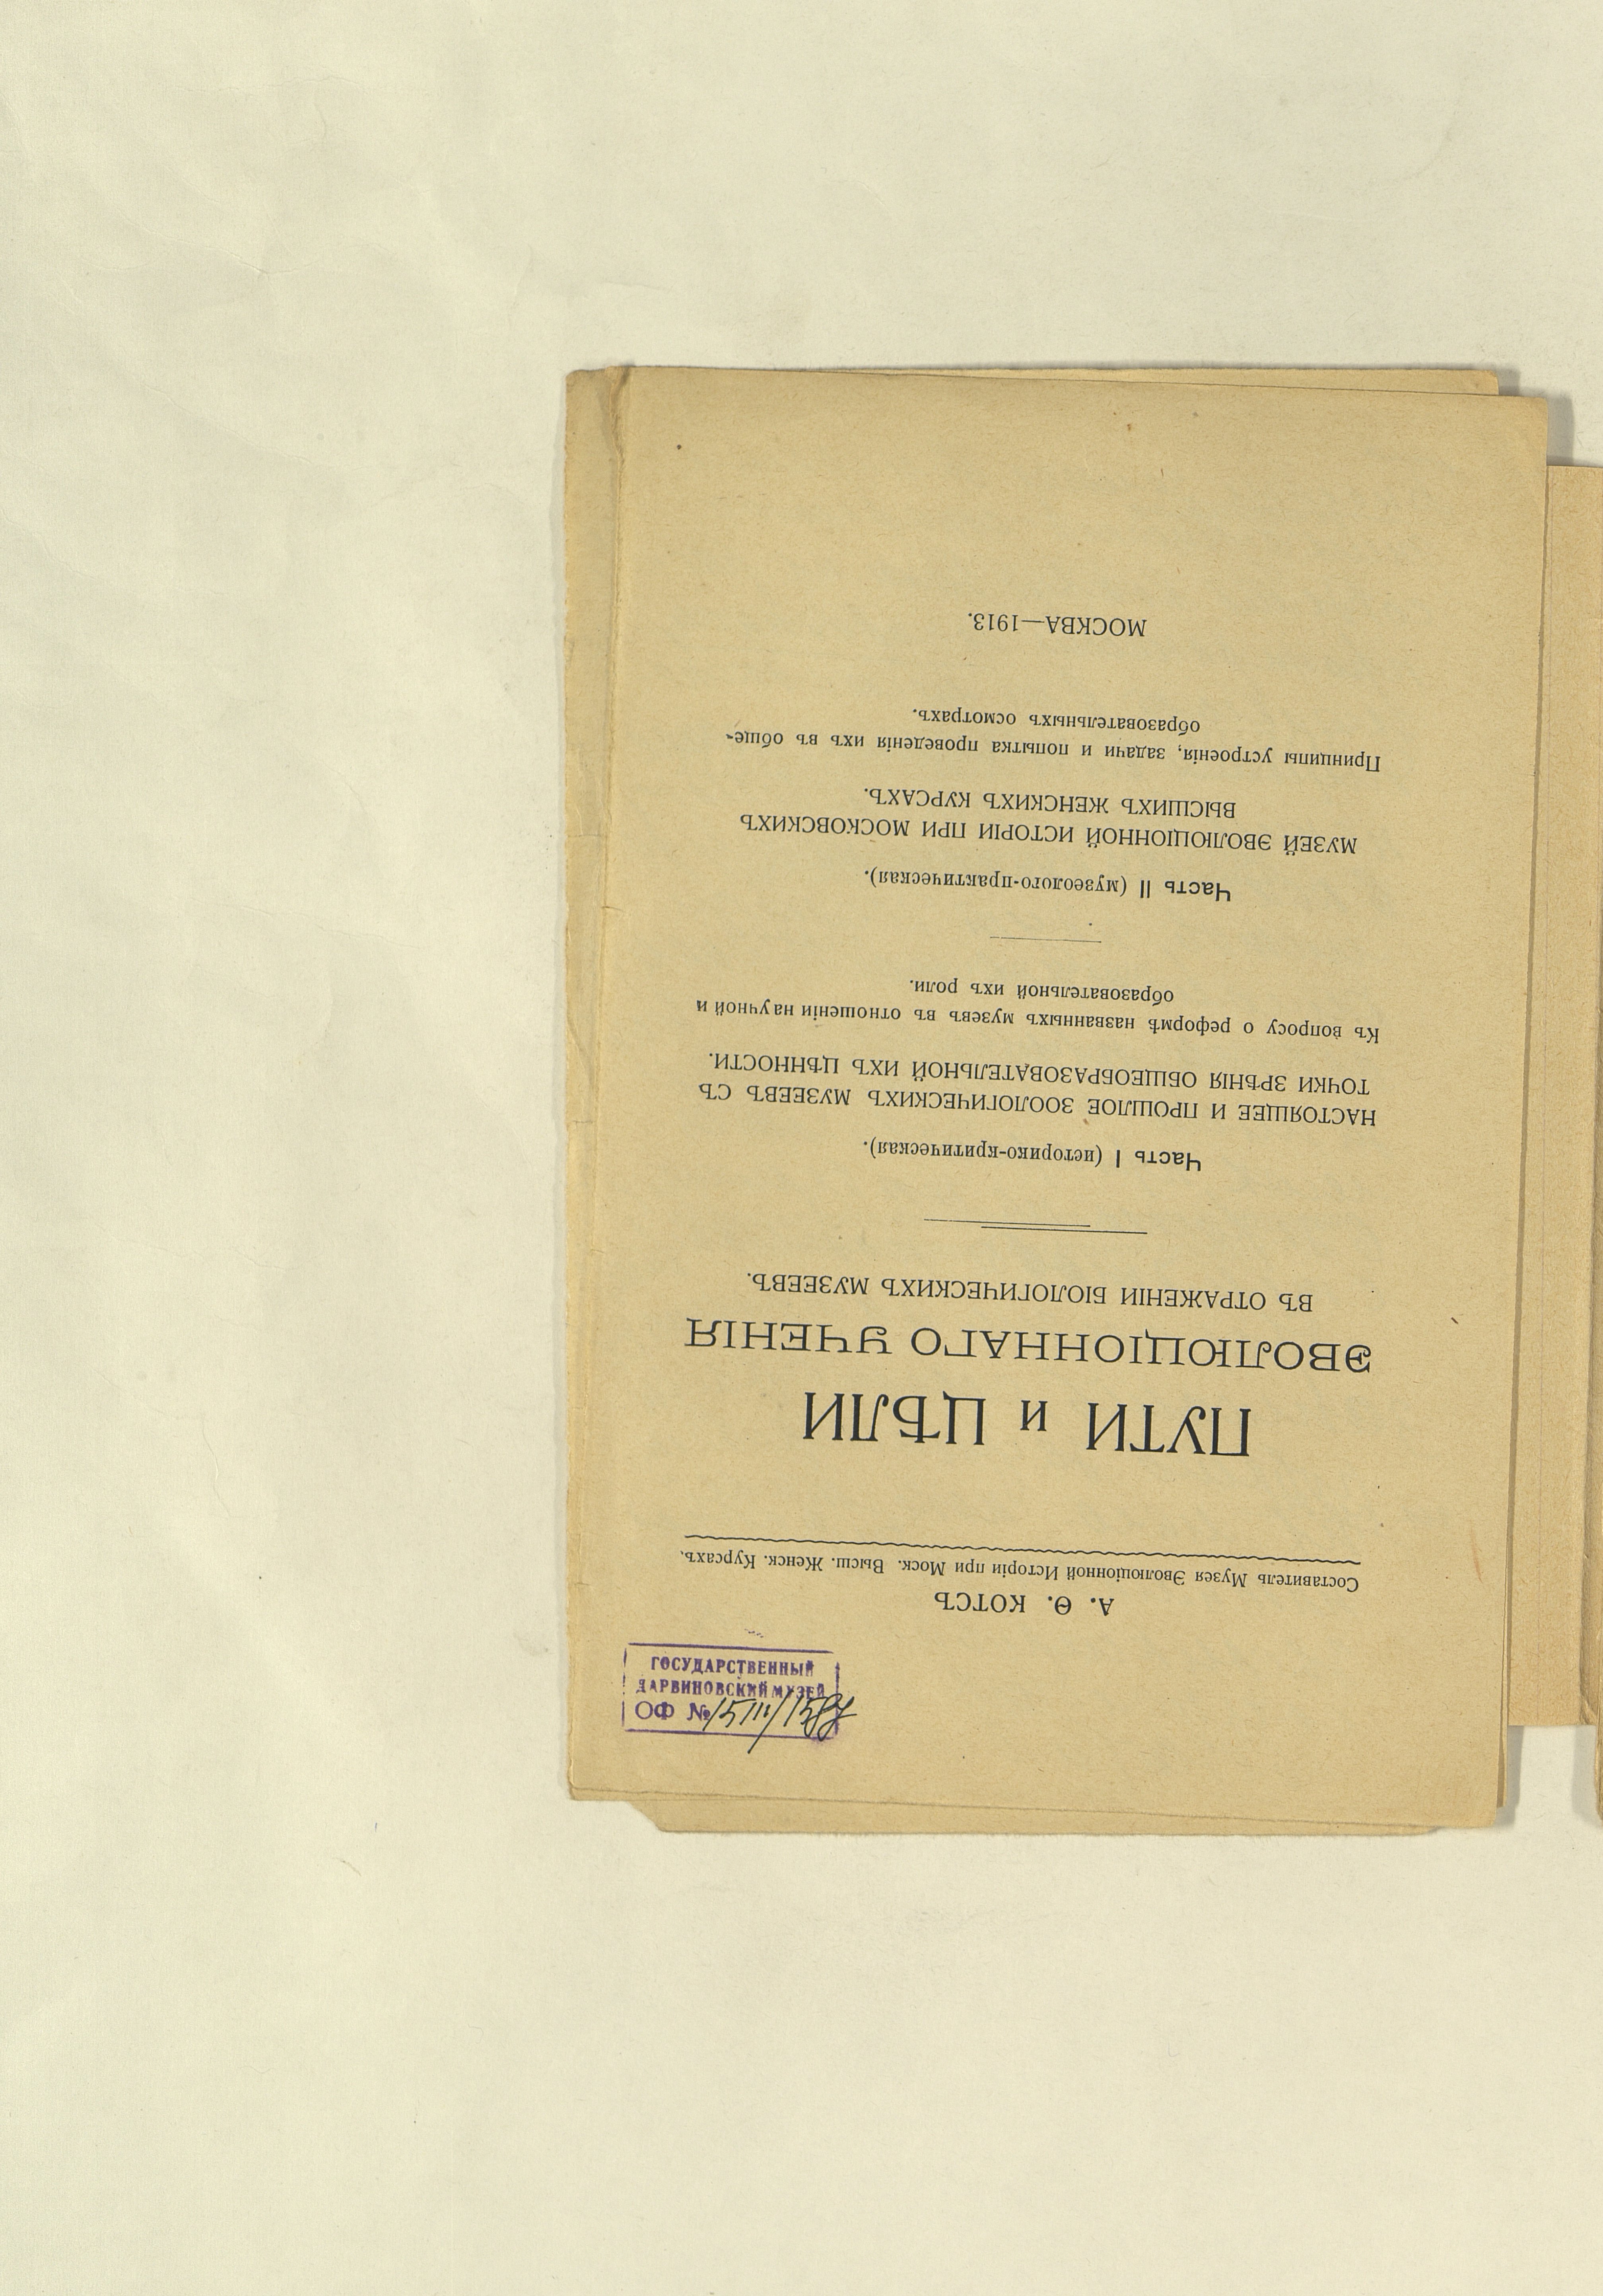 А. Ѳ. КОТСЪ
Составитель Музея Эволюціонной Исторіи при Моск. Высш. Женск. Курсахъ.
ПУТИ и ЦѢЛИ
ЭВОЛЮЦІОННАГО УЧЕНІЯ
ВЪ ОТРАЖЕНІИ БІОЛОГИЧЕСКИХЪ МУЗЕЕВЪ.
Часть I (историко-критическая).
НАСТОЯЩЕЕ И ПРОШЛОЕ ЗООЛОГИЧЕСКИХЪ МУЗЕЕВЪ СЪ
ТОЧКИ ЗРѢНІЯ ОБЩЕОБРАЗОВАТЕЛЬНОЙ ИХЪ ЦѢННОСТИ.
Къ вопросу о реформѣ названныхъ музеевъ въ отношеніи научной и
образовательной ихъ роли.
Часть II (музеолого-практическая).
МУЗЕЙ ЭВОЛЮЦІОННОЙ ИСТОРІИ ПРИ МОСКОВСКИХЪ
ВЫСШИХЪ ЖЕНСКИХЪ КУРСАХЪ.
Принципы устроенія, задачи и попытка проведенія ихъ въ обще-
образовательныхъ осмотрахъ.
МОСКВА—1913.
ГОСУДАРСТВЕННЫЙ
ДАРВИНОВСКИЙ МУЗЕЙ
ОФ №